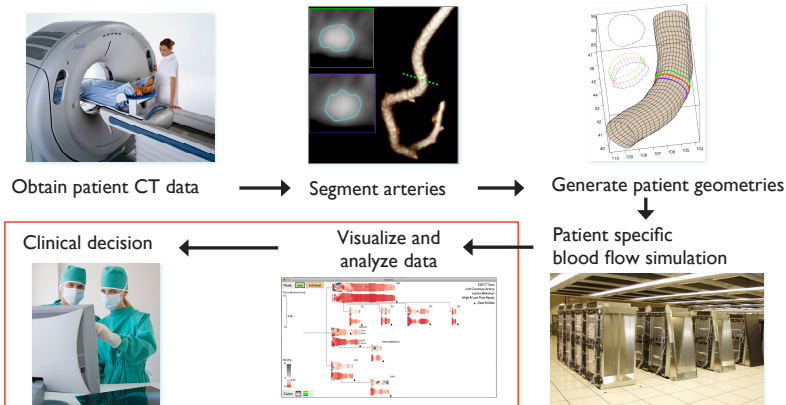 Obtain patient CT data
Segment arteries
Generate patient geometries
Patient specific
blood flow simulation
Visualize and
analyze data
Clinical decision